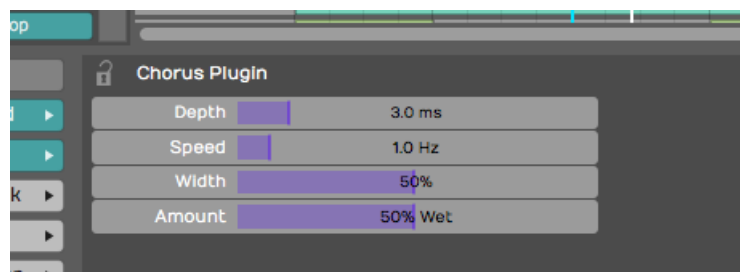 op
Chorus Plugin
Depth 3.0 ms
Speed 1.0 Hz
Width 50%
Amount 50% Wet
k